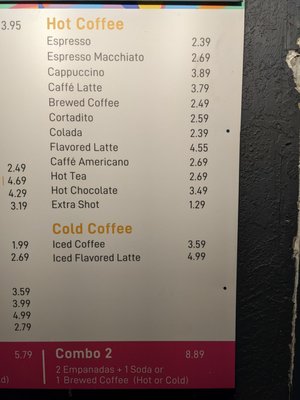 3.95
2.49
4.69
4.29
3.19
1.99
2.69
3.59
3.99
4.99
2.79
5.79
d)
Hot Coffee
Espresso 2.39
Espresso Macchiato 2.69
Cappuccino 3.89
Caffé Latte 3.79
Brewed Coffee 2.49
Cortadito 2.59
Colada 2.39
Flavored Latte 4.55
Caffé Americano 2.69
Hot Tea 2.69
Hot Chocolate 3.49
Extra Shot 1.29
Cold Coffee
Iced Coffee 3.59
Iced Flavored Latte 4.99
Combo 2 8.89
2 Empanadas + 1 Soda or
1 Brewed Coffee (Hot or Cold)